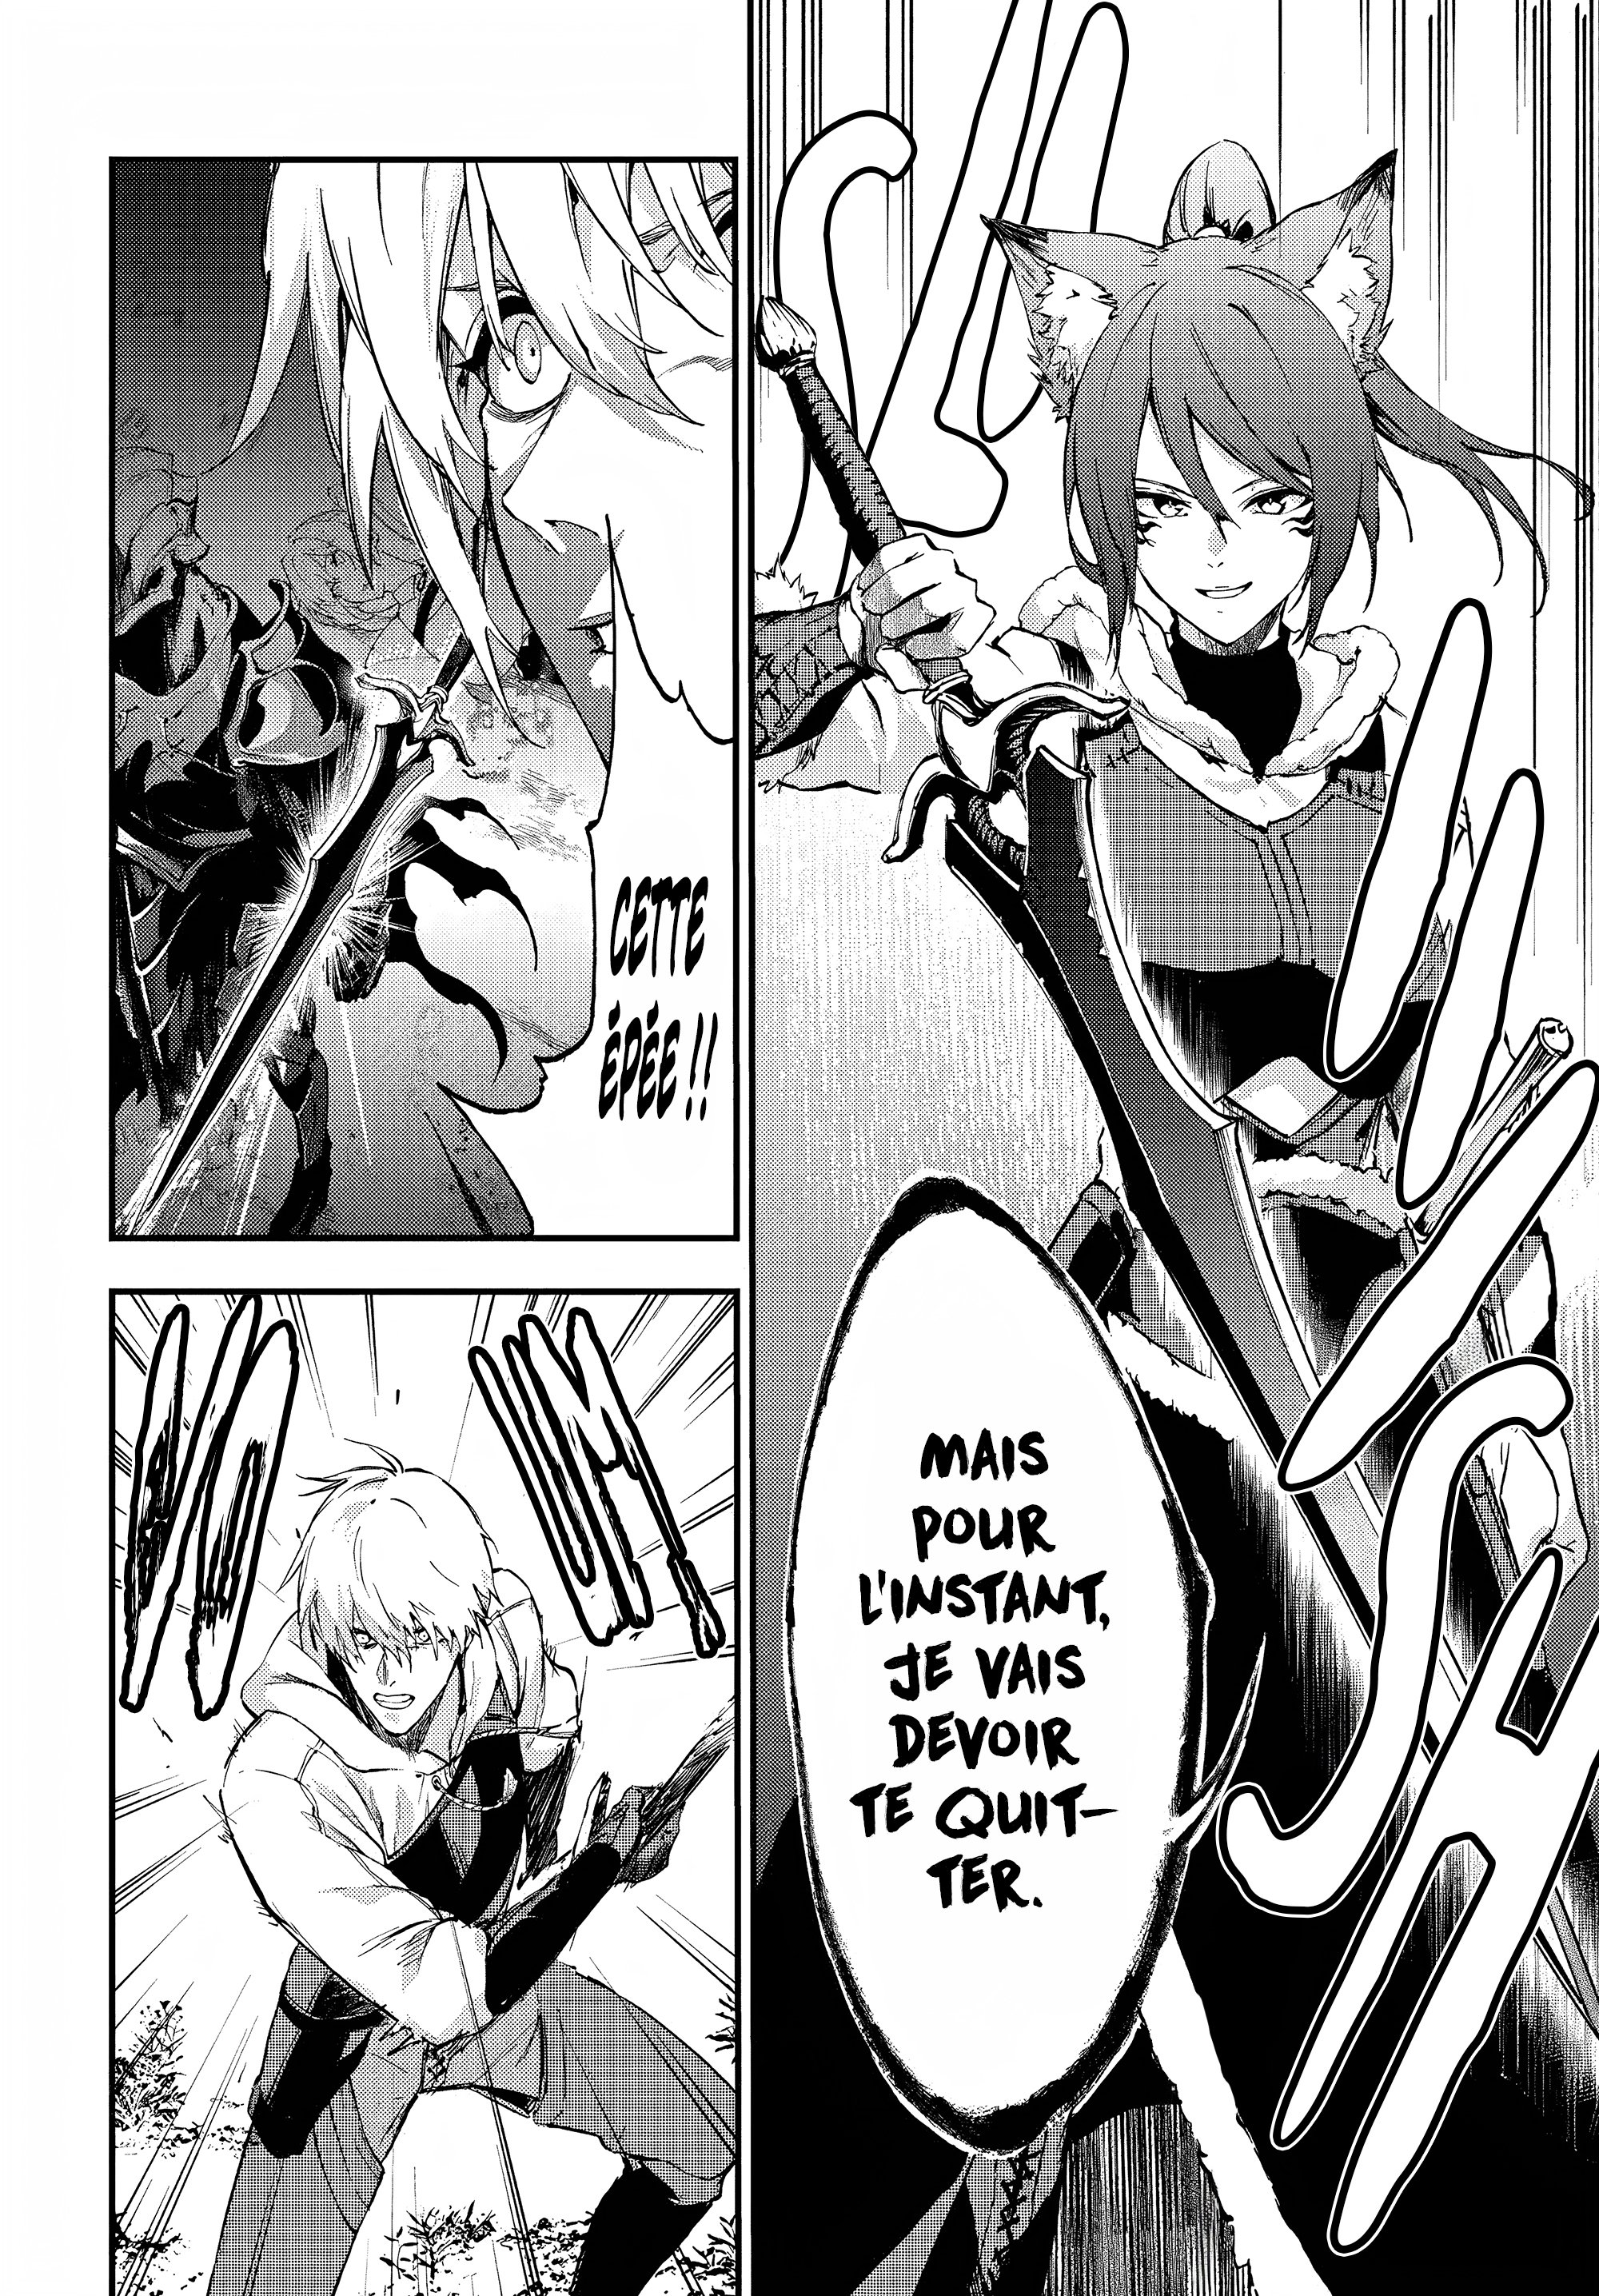 MAIS
POUR
L'INSTANT,
JE VAIS
DEVOIR
TE QUIT-
TER.
CETTE
ÉPÉE !!